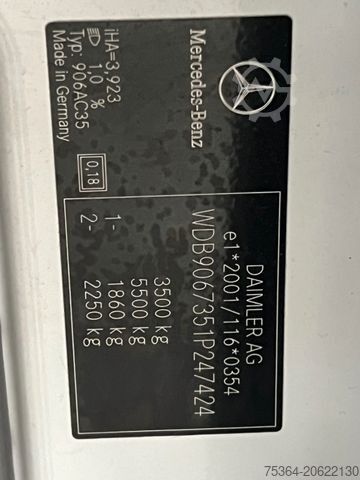 Mercedes-Benz
DAIMLER AG
e1*2001/116*0354
WDB9067351P247424
3500 kg
5500 kg
1- 1860 kg
2- 2250 kg
iHA=3,923
1,0 %
Typ: 906AC35
Made in Germany
0,18
75364-20622130